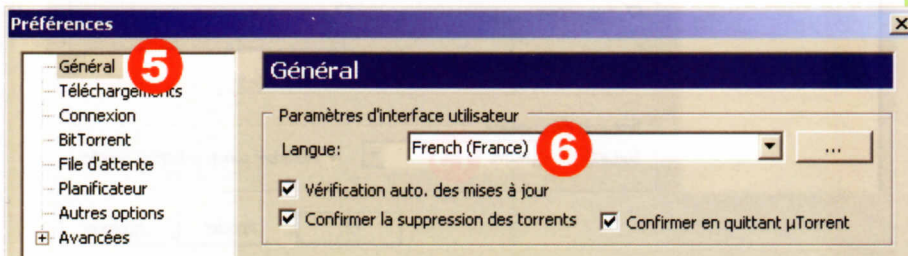 Préférences
Général 5
Téléchargements
Connexion
BitTorrent
File d'attente
Planificateur
Autres options
Avancées
Général
Paramètres d'interface utilisateur
Langue: French (France) 6 ...
Vérification auto. des mises à jour
Confirmer la suppression des torrents Confirmer en quittant µTorrent